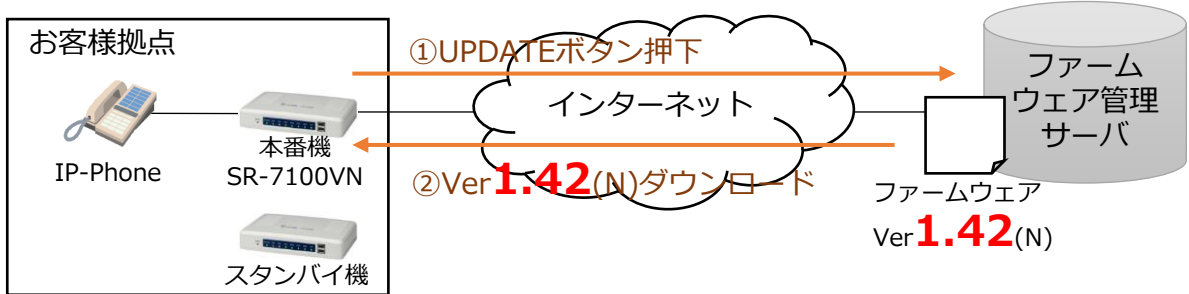 お客様拠点
①UPDATEボタン押下
ファーム
ウェア管理
サーバ
インターネット
本番機
SR-7100VN
IP-Phone
②Ver1.42(N)ダウンロード
ファームウェア
Ver1.42(N)
スタンバイ機